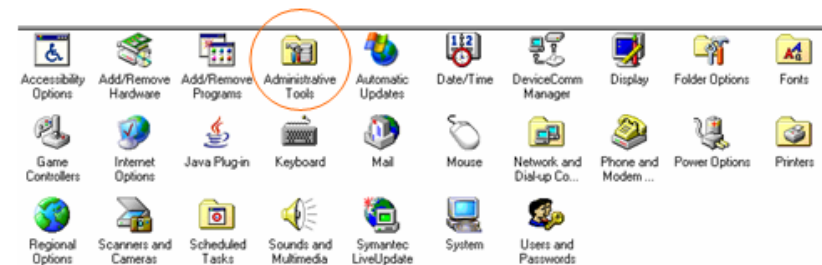 Accessibility Options
Add/Remove Hardware
Add/Remove Programs
Administrative Tools
Automatic Updates
Date/Time
DeviceComm Manager
Display
Folder Options
Fonts
Game Controllers
Internet Options
Java Plug-in
Keyboard
Mail
Mouse
Network and Dial-up Co...
Phone and Modem ...
Power Options
Printers
Regional Options
Scanners and Cameras
Scheduled Tasks
Sounds and Multimedia
Symantec LiveUpdate
System
Users and Passwords